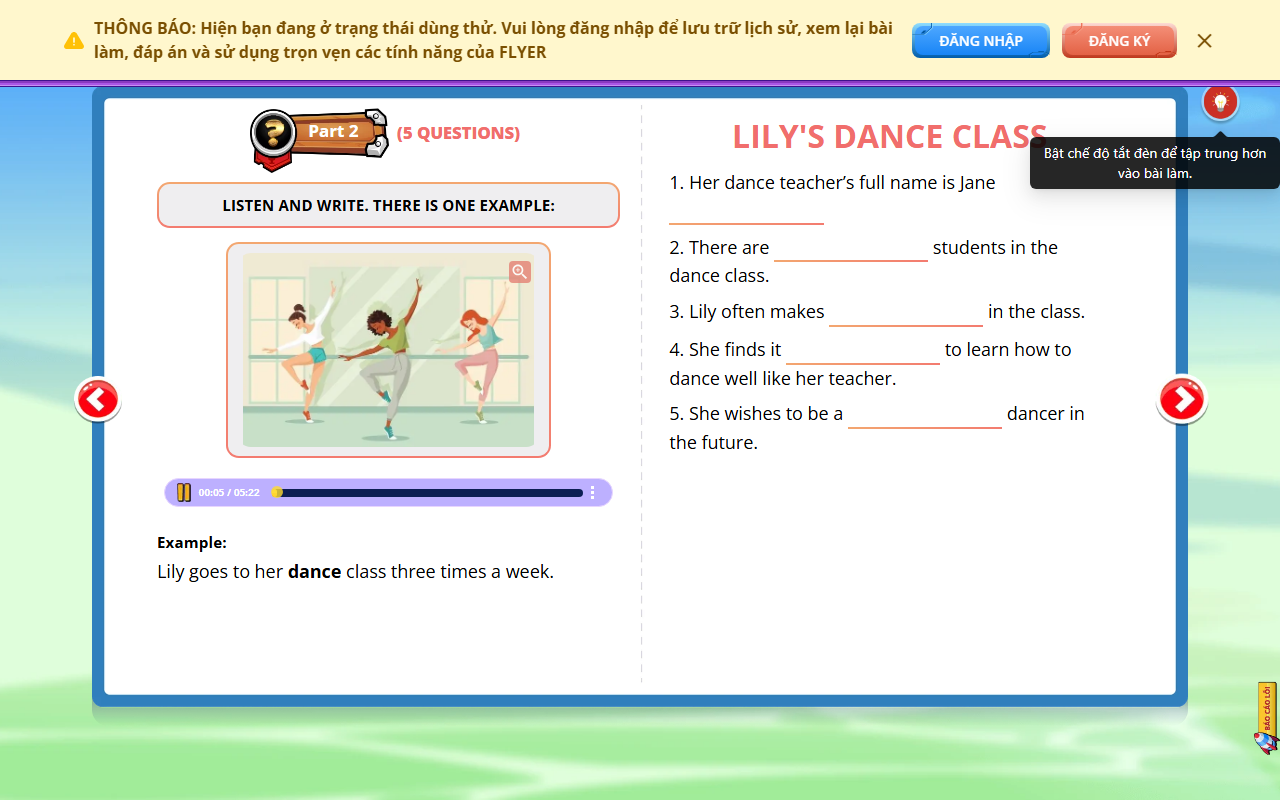 THÔNG BÁO: Hiện bạn đang ở trạng thái dùng thử. Vui lòng đăng nhập để lưu trữ lịch sử, xem lại bài
làm, đáp án và sử dụng trọn vẹn các tính năng của FLYER
ĐĂNG NHẬP
ĐĂNG KÝ
Part 2
(5 QUESTIONS)
LISTEN AND WRITE. THERE IS ONE EXAMPLE:
00:05 / 05:22
Example:
Lily goes to her dance class three times a week.
LILY'S DANCE CLASS
Bật chế độ tắt đèn để tập trung hơn
vào bài làm.
1. Her dance teacher’s full name is Jane
2. There are students in the
dance class.
3. Lily often makes in the class.
4. She finds it to learn how to
dance well like her teacher.
5. She wishes to be a dancer in
the future.
BÁO CÁO LỖI